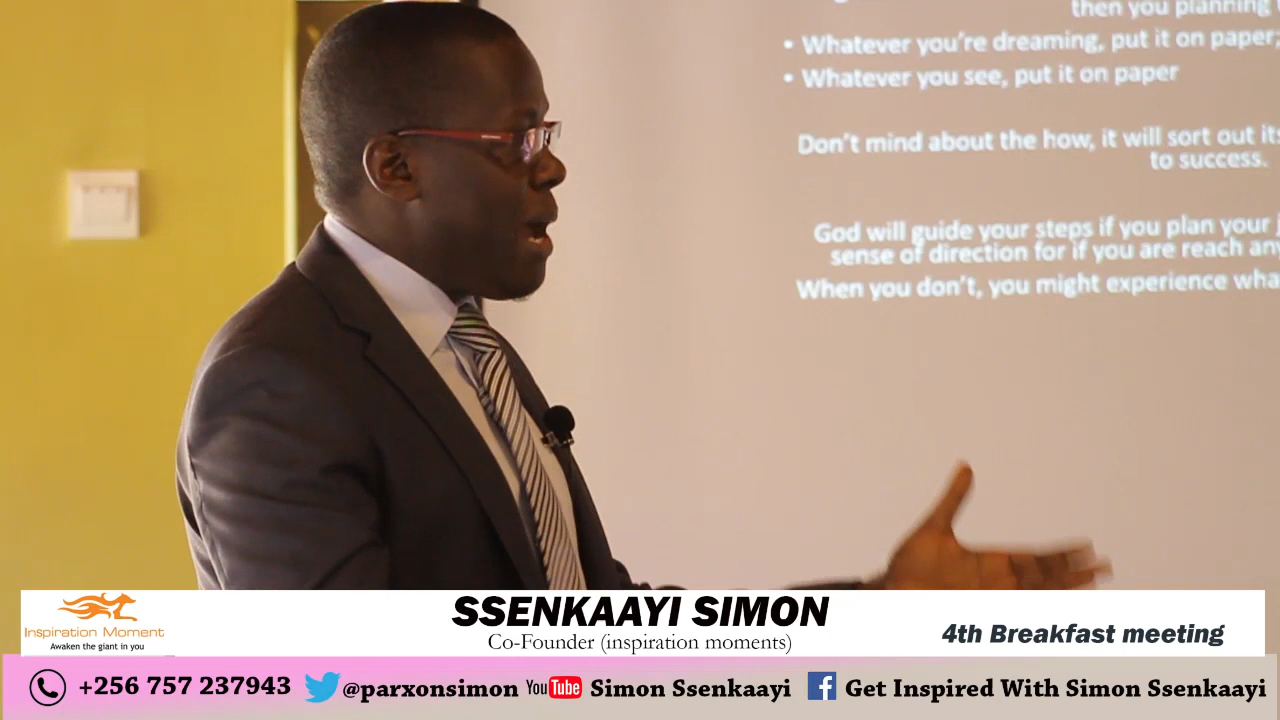 then you planning
• Whatever you're dreaming, put it on paper;
• Whatever you see, put it on paper
Don't mind about the how, it will sort out
to success.
God will guide your steps if you plan your
sense of direction for if you are reach
When you don't, you might experience
SSENKAAYI SIMON
Co-Founder (inspiration moments)
4th Breakfast meeting
Inspiration Moment
Awaken the giant in you
+256 757 237943
@parxonsimon
YouTube
Simon Ssenkaayi
f
Get Inspired With Simon Ssenkaayi